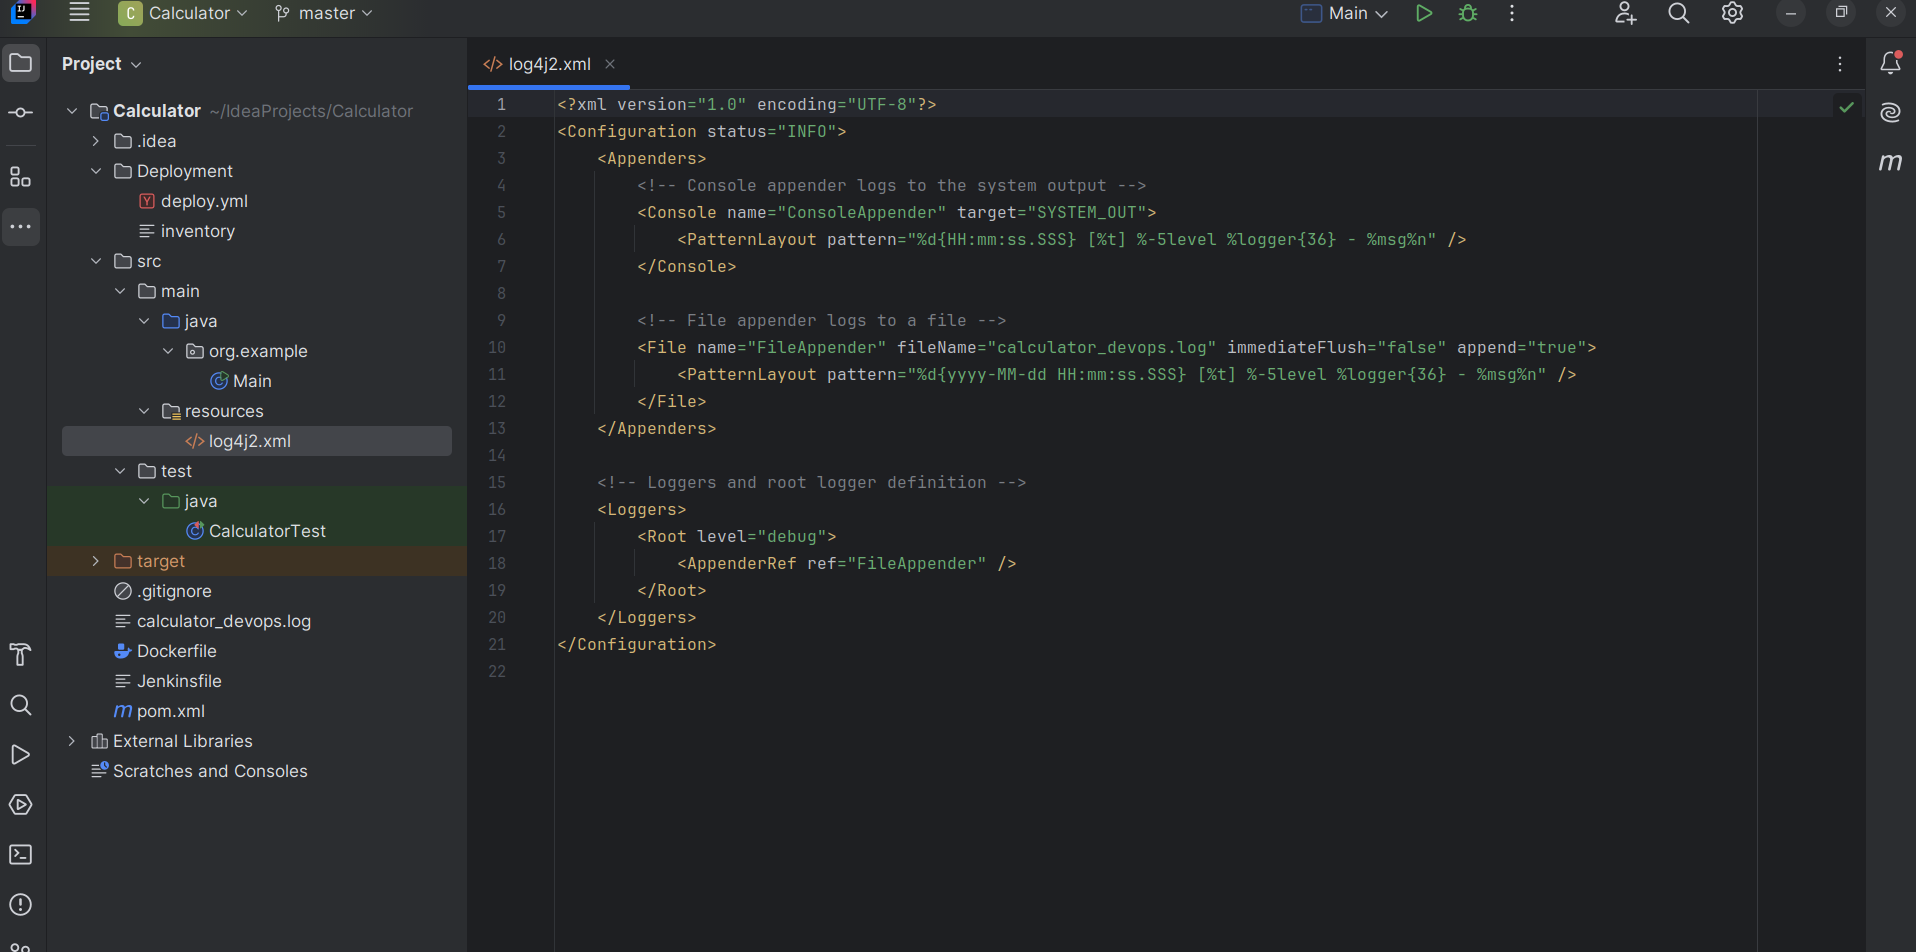 IJ
C Calculator
master
Main
Project
Calculator ~/IdeaProjects/Calculator
.idea
Deployment
Y deploy.yml
inventory
src
main
java
org.example
Main
resources
</> log4j2.xml
test
java
CalculatorTest
target
.gitignore
calculator_devops.log
Dockerfile
Jenkinsfile
m pom.xml
External Libraries
Scratches and Consoles
</> log4j2.xml
1 <?xml version="1.0" encoding="UTF-8"?>
2 <Configuration status="INFO">
3 <Appenders>
4 <!-- Console appender logs to the system output -->
5 <Console name="ConsoleAppender" target="SYSTEM_OUT">
6 <PatternLayout pattern="%d{HH:mm:ss.SSS} [%t] %-5level %logger{36} - %msg%n" />
7 </Console>
8
9 <!-- File appender logs to a file -->
10 <File name="FileAppender" fileName="calculator_devops.log" immediateFlush="false" append="true">
11 <PatternLayout pattern="%d{yyyy-MM-dd HH:mm:ss.SSS} [%t] %-5level %logger{36} - %msg%n" />
12 </File>
13 </Appenders>
14
15 <!-- Loggers and root logger definition -->
16 <Loggers>
17 <Root level="debug">
18 <AppenderRef ref="FileAppender" />
19 </Root>
20 </Loggers>
21 </Configuration>
22
m